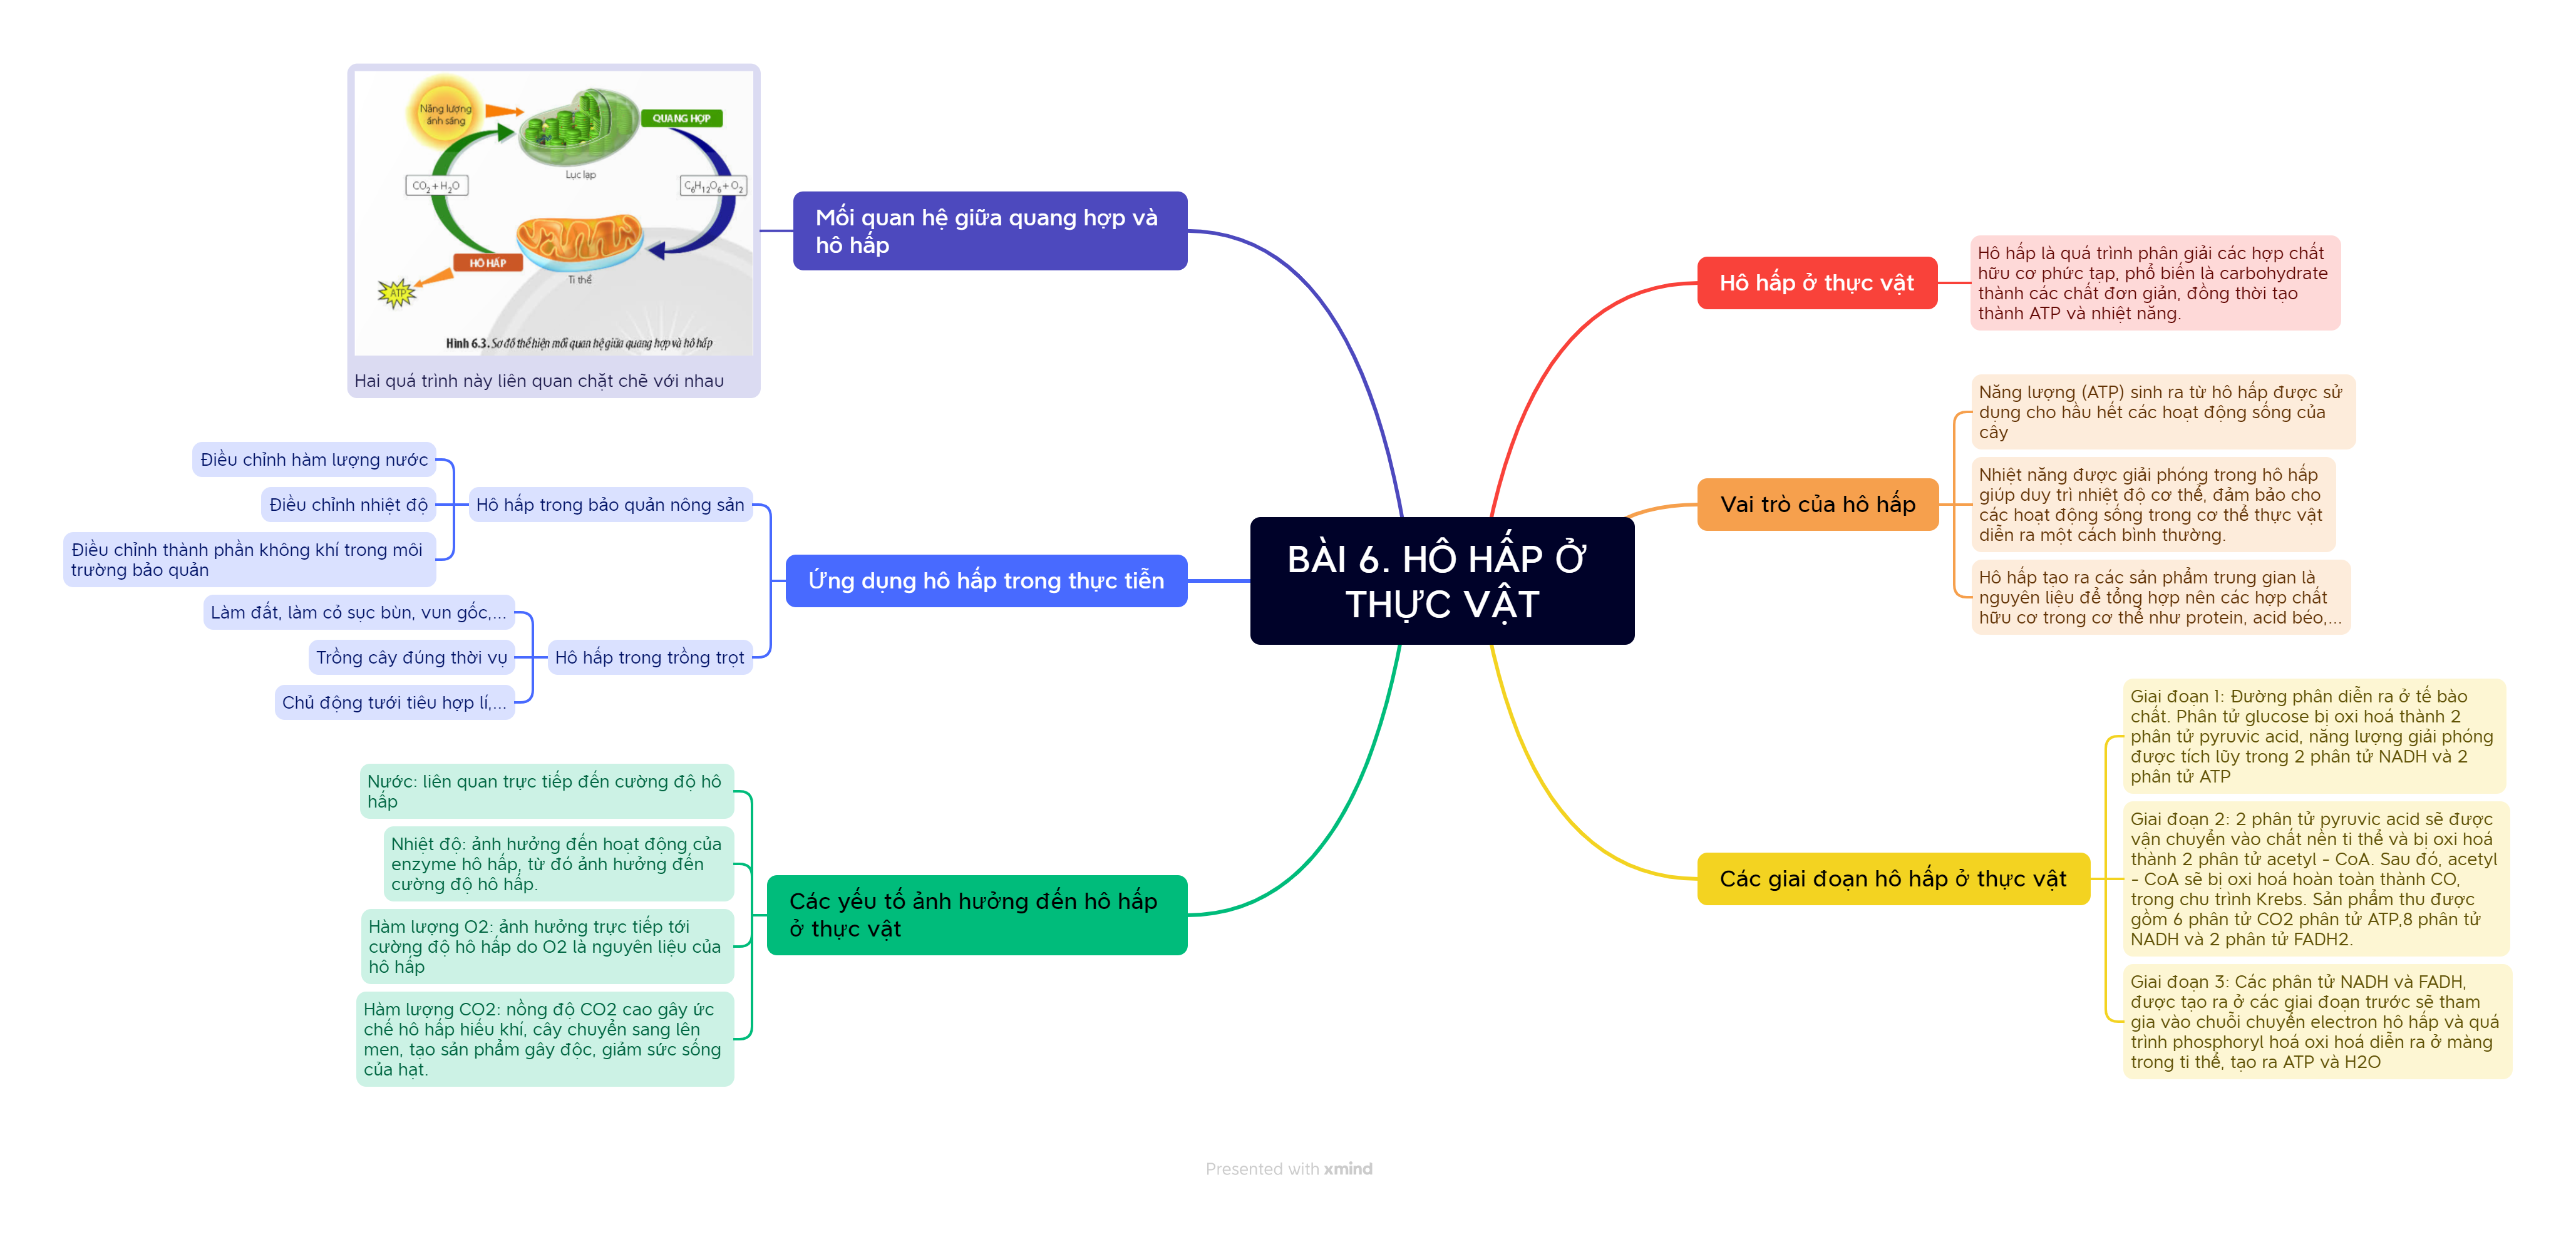 BÀI 6. HÔ HẤP Ở
THỰC VẬT
Hô hấp ở thực vật
Hô hấp là quá trình phân giải các hợp chất
hữu cơ phức tạp, phổ biến là carbohydrate
thành các chất đơn giản, đồng thời tạo
thành ATP và nhiệt năng.
Vai trò của hô hấp
Năng lượng (ATP) sinh ra từ hô hấp được sử
dụng cho hầu hết các hoạt động sống của
cây
Nhiệt năng được giải phóng trong hô hấp
giúp duy trì nhiệt độ cơ thể, đảm bảo cho
các hoạt động sống trong cơ thể thực vật
diễn ra một cách bình thường.
Hô hấp tạo ra các sản phẩm trung gian là
nguyên liệu để tổng hợp nên các hợp chất
hữu cơ trong cơ thể như protein, acid béo,...
Các giai đoạn hô hấp ở thực vật
Giai đoạn 1: Đường phân diễn ra ở tế bào
chất. Phân tử glucose bị oxi hoá thành 2
phân tử pyruvic acid, năng lượng giải phóng
được tích lũy trong 2 phân tử NADH và 2
phân tử ATP
Giai đoạn 2: 2 phân tử pyruvic acid sẽ được
vận chuyển vào chất nền ti thể và bị oxi hoá
thành 2 phân tử acetyl - CoA. Sau đó, acetyl
- CoA sẽ bị oxi hoá hoàn toàn thành CO,
trong chu trình Krebs. Sản phẩm thu được
gồm 6 phân tử CO2 phân tử ATP,8 phân tử
NADH và 2 phân tử FADH2.
Giai đoạn 3: Các phân tử NADH và FADH,
được tạo ra ở các giai đoạn trước sẽ tham
gia vào chuỗi chuyển electron hô hấp và quá
trình phosphoryl hoá oxi hoá diễn ra ở màng
trong ti thể, tạo ra ATP và H2O
Mối quan hệ giữa quang hợp và
hô hấp
Năng lượng
ánh sáng
QUANG HỢP
Lục lạp
CO₂ + H₂O
C₆H₁₂O₆ + O₂
HÔ HẤP
Ti thể
ATP
Hình 6.3. Sơ đồ thể hiện mối quan hệ giữa quang hợp và hô hấp
Hai quá trình này liên quan chặt chẽ với nhau
Ứng dụng hô hấp trong thực tiễn
Hô hấp trong bảo quản nông sản
Điều chỉnh hàm lượng nước
Điều chỉnh nhiệt độ
Điều chỉnh thành phần không khí trong môi
trường bảo quản
Hô hấp trong trồng trọt
Làm đất, làm cỏ sục bùn, vun gốc,...
Trồng cây đúng thời vụ
Chủ động tưới tiêu hợp lí,...
Các yếu tố ảnh hưởng đến hô hấp
ở thực vật
Nước: liên quan trực tiếp đến cường độ hô
hấp
Nhiệt độ: ảnh hưởng đến hoạt động của
enzyme hô hấp, từ đó ảnh hưởng đến
cường độ hô hấp.
Hàm lượng O2: ảnh hưởng trực tiếp tới
cường độ hô hấp do O2 là nguyên liệu của
hô hấp
Hàm lượng CO2: nồng độ CO2 cao gây ức
chế hô hấp hiếu khí, cây chuyển sang lên
men, tạo sản phẩm gây độc, giảm sức sống
của hạt.
Presented with xmind